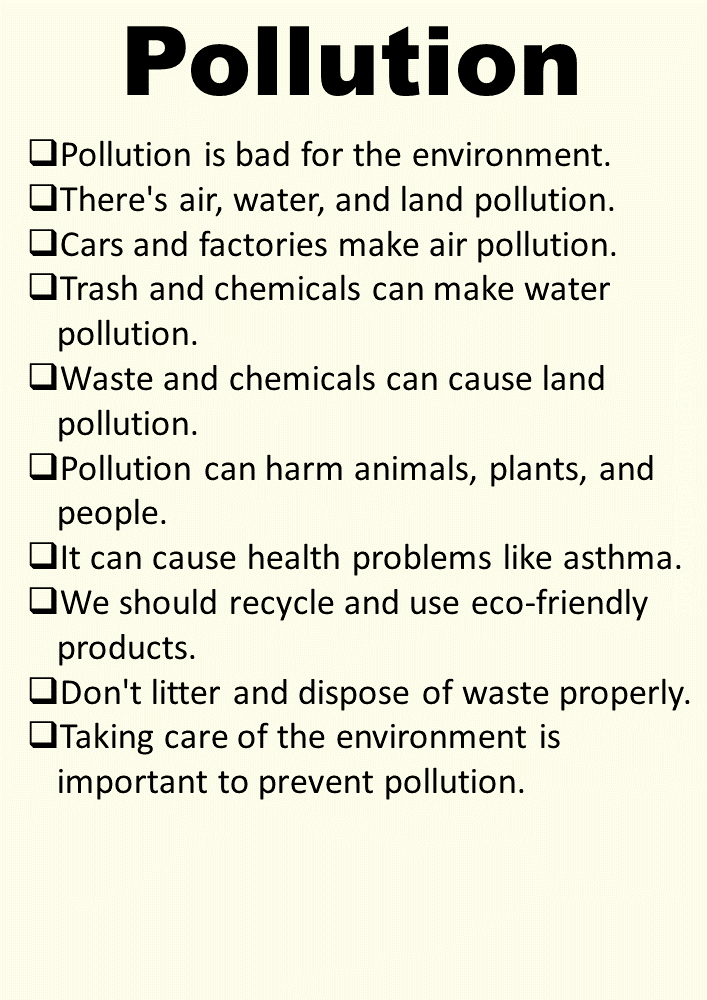 Pollution
❑Pollution is bad for the environment.
❑There's air, water, and land pollution.
❑Cars and factories make air pollution.
❑Trash and chemicals can make water
pollution.
❑Waste and chemicals can cause land
pollution.
❑Pollution can harm animals, plants, and
people.
❑It can cause health problems like asthma.
❑We should recycle and use eco-friendly
products.
❑Don't litter and dispose of waste properly.
❑Taking care of the environment is
important to prevent pollution.